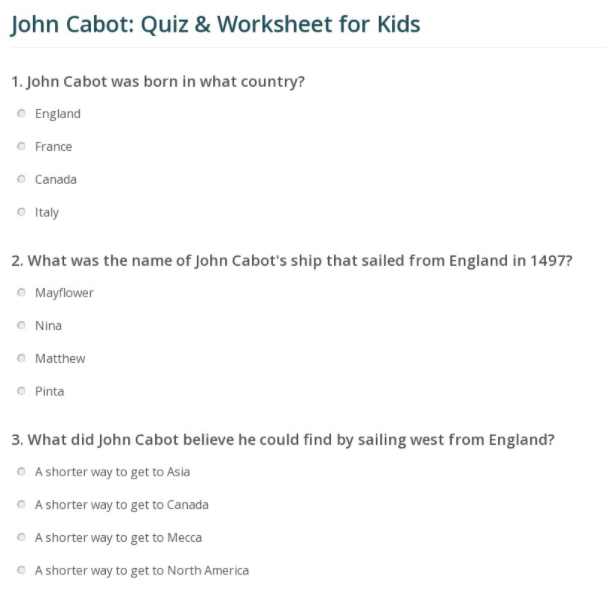 John Cabot: Quiz & Worksheet for Kids
1. John Cabot was born in what country?
England
France
Canada
Italy
2. What was the name of John Cabot's ship that sailed from England in 1497?
Mayflower
Nina
Matthew
Pinta
3. What did John Cabot believe he could find by sailing west from England?
A shorter way to get to Asia
A shorter way to get to Canada
A shorter way to get to Mecca
A shorter way to get to North America